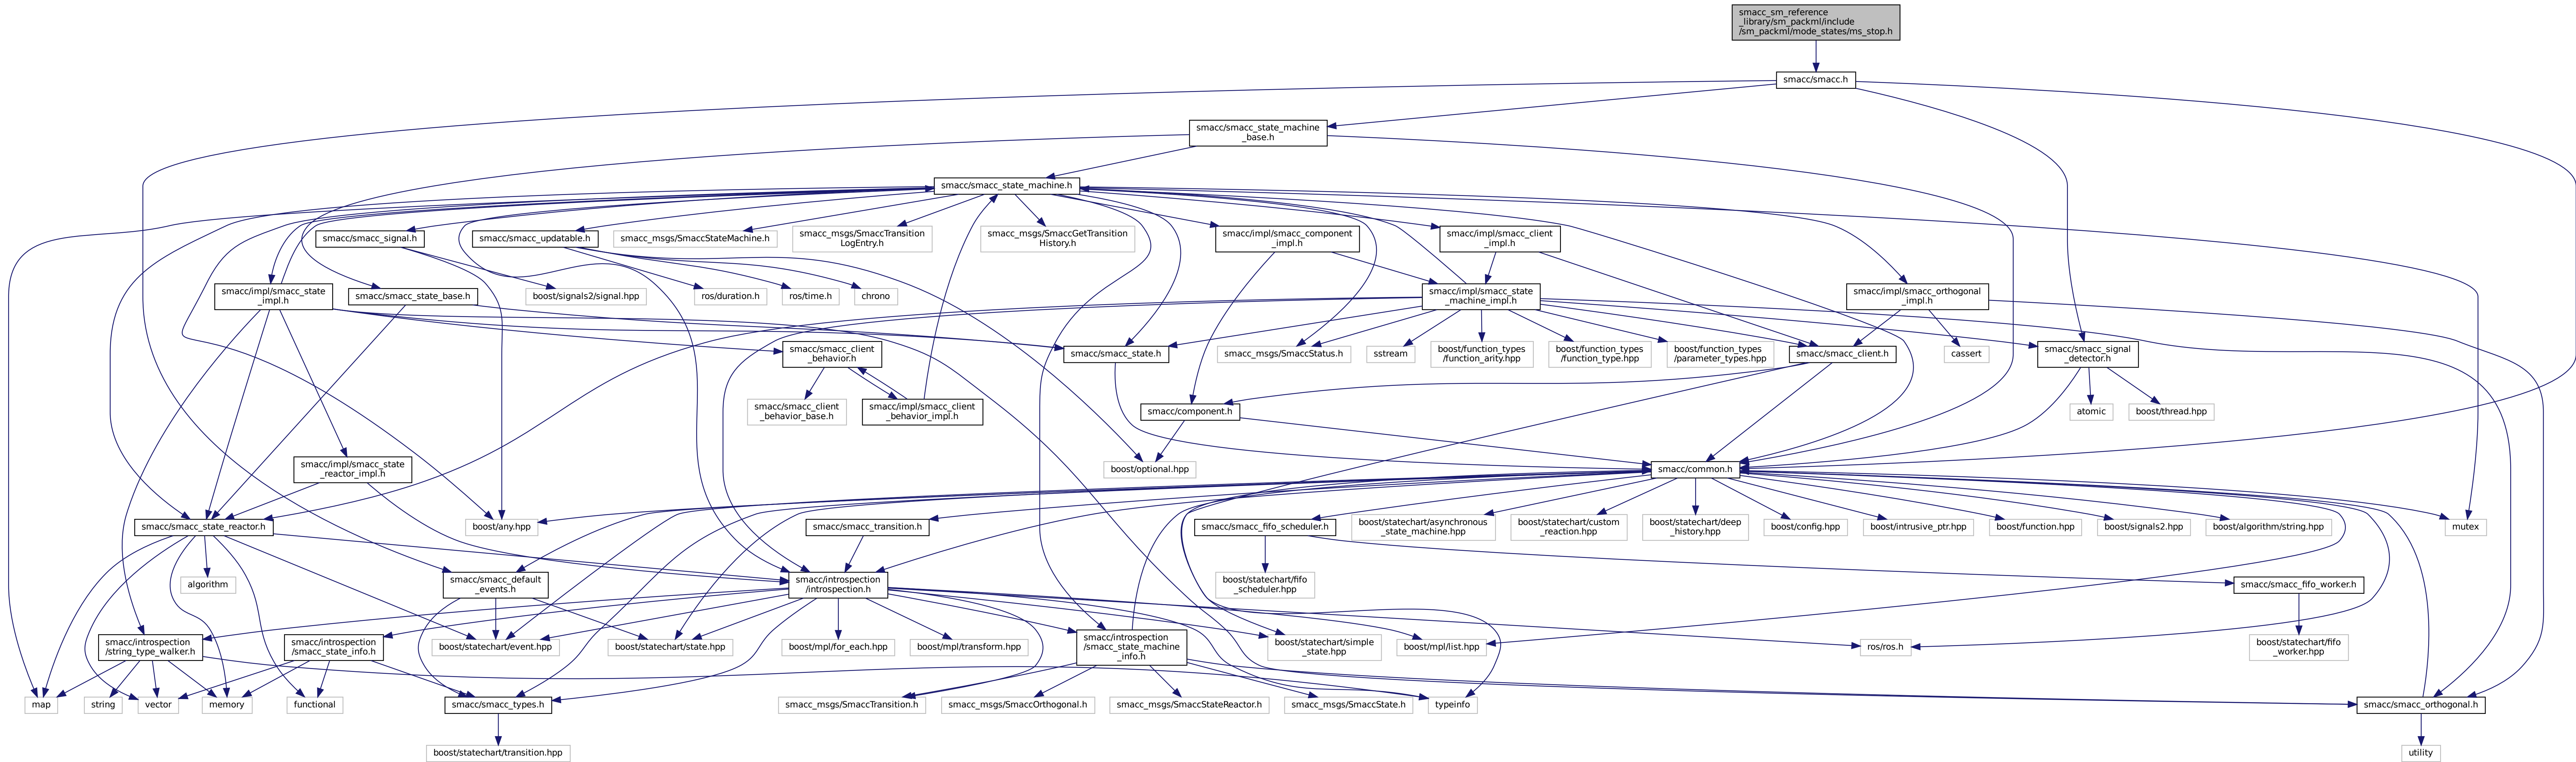 smacc_sm_reference
_library/sm_packml/include
/sm_packml/mode_states/ms_stop.h
smacc/smacc.h
smacc/smacc_state_machine
_base.h
smacc/smacc_state_machine.h
smacc/smacc_signal.h
smacc/smacc_updatable.h
smacc_msgs/SmaccStateMachine.h
smacc_msgs/SmaccTransition
LogEntry.h
smacc_msgs/SmaccGetTransition
History.h
smacc/impl/smacc_component
_impl.h
smacc/impl/smacc_client
_impl.h
smacc/impl/smacc_state
_impl.h
smacc/smacc_state_base.h
boost/signals2/signal.hpp
ros/duration.h
ros/time.h
chrono
smacc/impl/smacc_state
_machine_impl.h
smacc/impl/smacc_orthogonal
_impl.h
smacc/smacc_client
_behavior.h
smacc/smacc_state.h
smacc_msgs/SmaccStatus.h
sstream
boost/function_types
/function_arity.hpp
boost/function_types
/function_type.hpp
boost/function_types
/parameter_types.hpp
smacc/smacc_client.h
cassert
smacc/smacc_signal
_detector.h
smacc/smacc_client
_behavior_base.h
smacc/impl/smacc_client
_behavior_impl.h
smacc/component.h
atomic
boost/thread.hpp
smacc/impl/smacc_state
_reactor_impl.h
boost/optional.hpp
smacc/common.h
smacc/smacc_state_reactor.h
boost/any.hpp
smacc/smacc_transition.h
smacc/smacc_fifo_scheduler.h
boost/statechart/asynchronous
_state_machine.hpp
boost/statechart/custom
_reaction.hpp
boost/statechart/deep
_history.hpp
boost/config.hpp
boost/intrusive_ptr.hpp
boost/function.hpp
boost/signals2.hpp
boost/algorithm/string.hpp
mutex
algorithm
smacc/smacc_default
_events.h
smacc/introspection
/introspection.h
boost/statechart/fifo
_scheduler.hpp
smacc/smacc_fifo_worker.h
smacc/introspection
/string_type_walker.h
smacc/introspection
/smacc_state_info.h
boost/statechart/event.hpp
boost/statechart/state.hpp
boost/mpl/for_each.hpp
boost/mpl/transform.hpp
smacc/introspection
/smacc_state_machine
_info.h
boost/statechart/simple
_state.hpp
boost/mpl/list.hpp
ros/ros.h
boost/statechart/fifo
_worker.hpp
map
string
vector
memory
functional
smacc/smacc_types.h
smacc_msgs/SmaccTransition.h
smacc_msgs/SmaccOrthogonal.h
smacc_msgs/SmaccStateReactor.h
smacc_msgs/SmaccState.h
typeinfo
smacc/smacc_orthogonal.h
boost/statechart/transition.hpp
utility